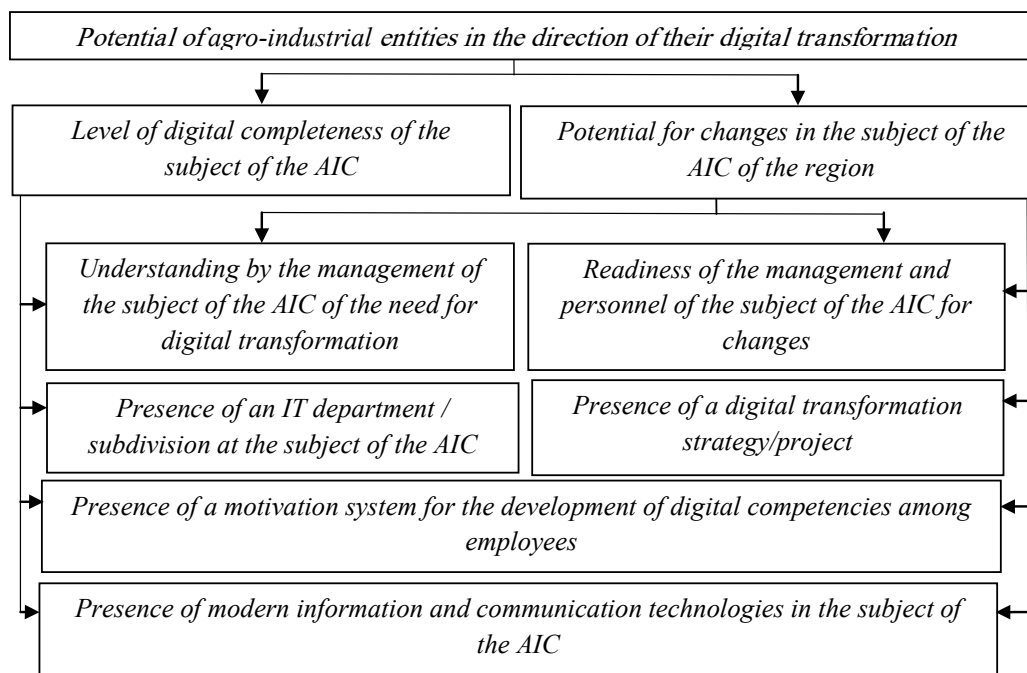 Potential of agro-industrial entities in the direction of their digital transformation
Level of digital completeness of the
subject of the AIC
Potential for changes in the subject of the
AIC of the region
Understanding by the management of
the subject of the AIC of the need for
digital transformation
Readiness of the management and
personnel of the subject of the AIC for
changes
Presence of an IT department /
subdivision at the subject of the AIC
Presence of a digital transformation
strategy/project
Presence of a motivation system for the development of digital competencies among
employees
Presence of modern information and communication technologies in the subject of
the AIC